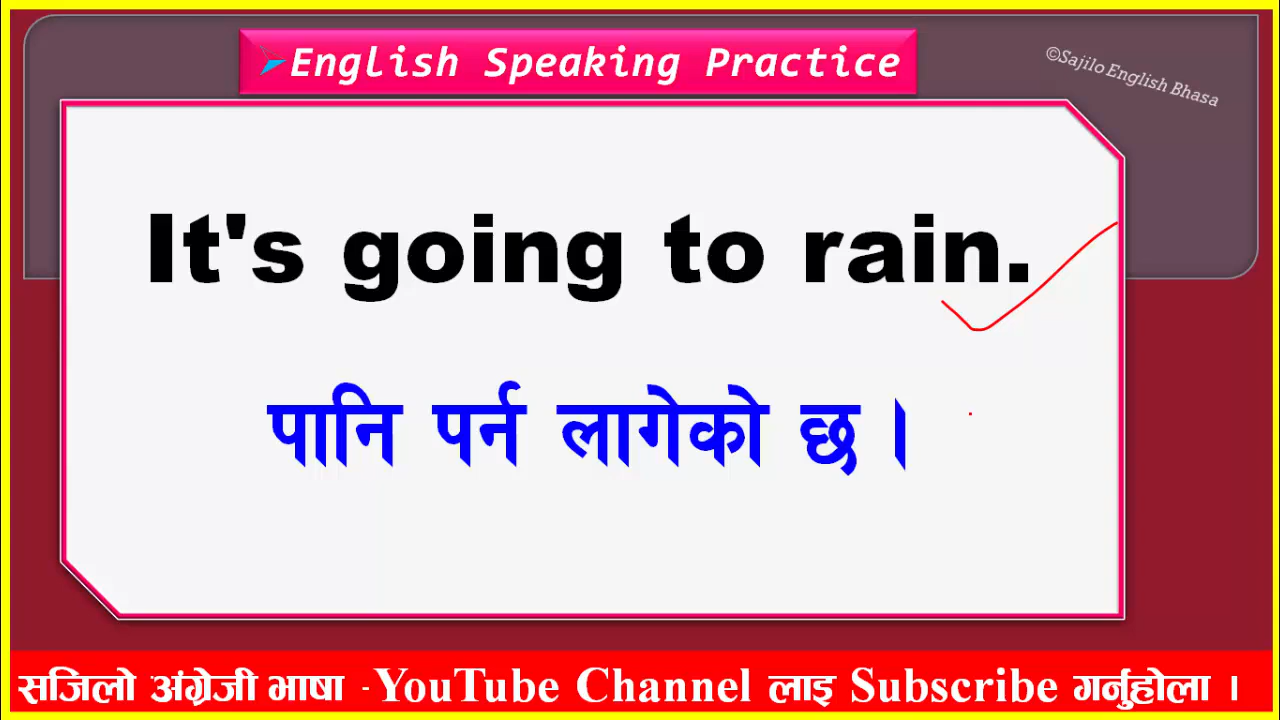 English Speaking Practice
©Sajilo English Bhasa
It's going to rain.
पानि पर्न लागेको छ ।
सजिलो अंग्रेजी भाषा -YouTube Channel लाइ Subscribe गर्नुहोला ।